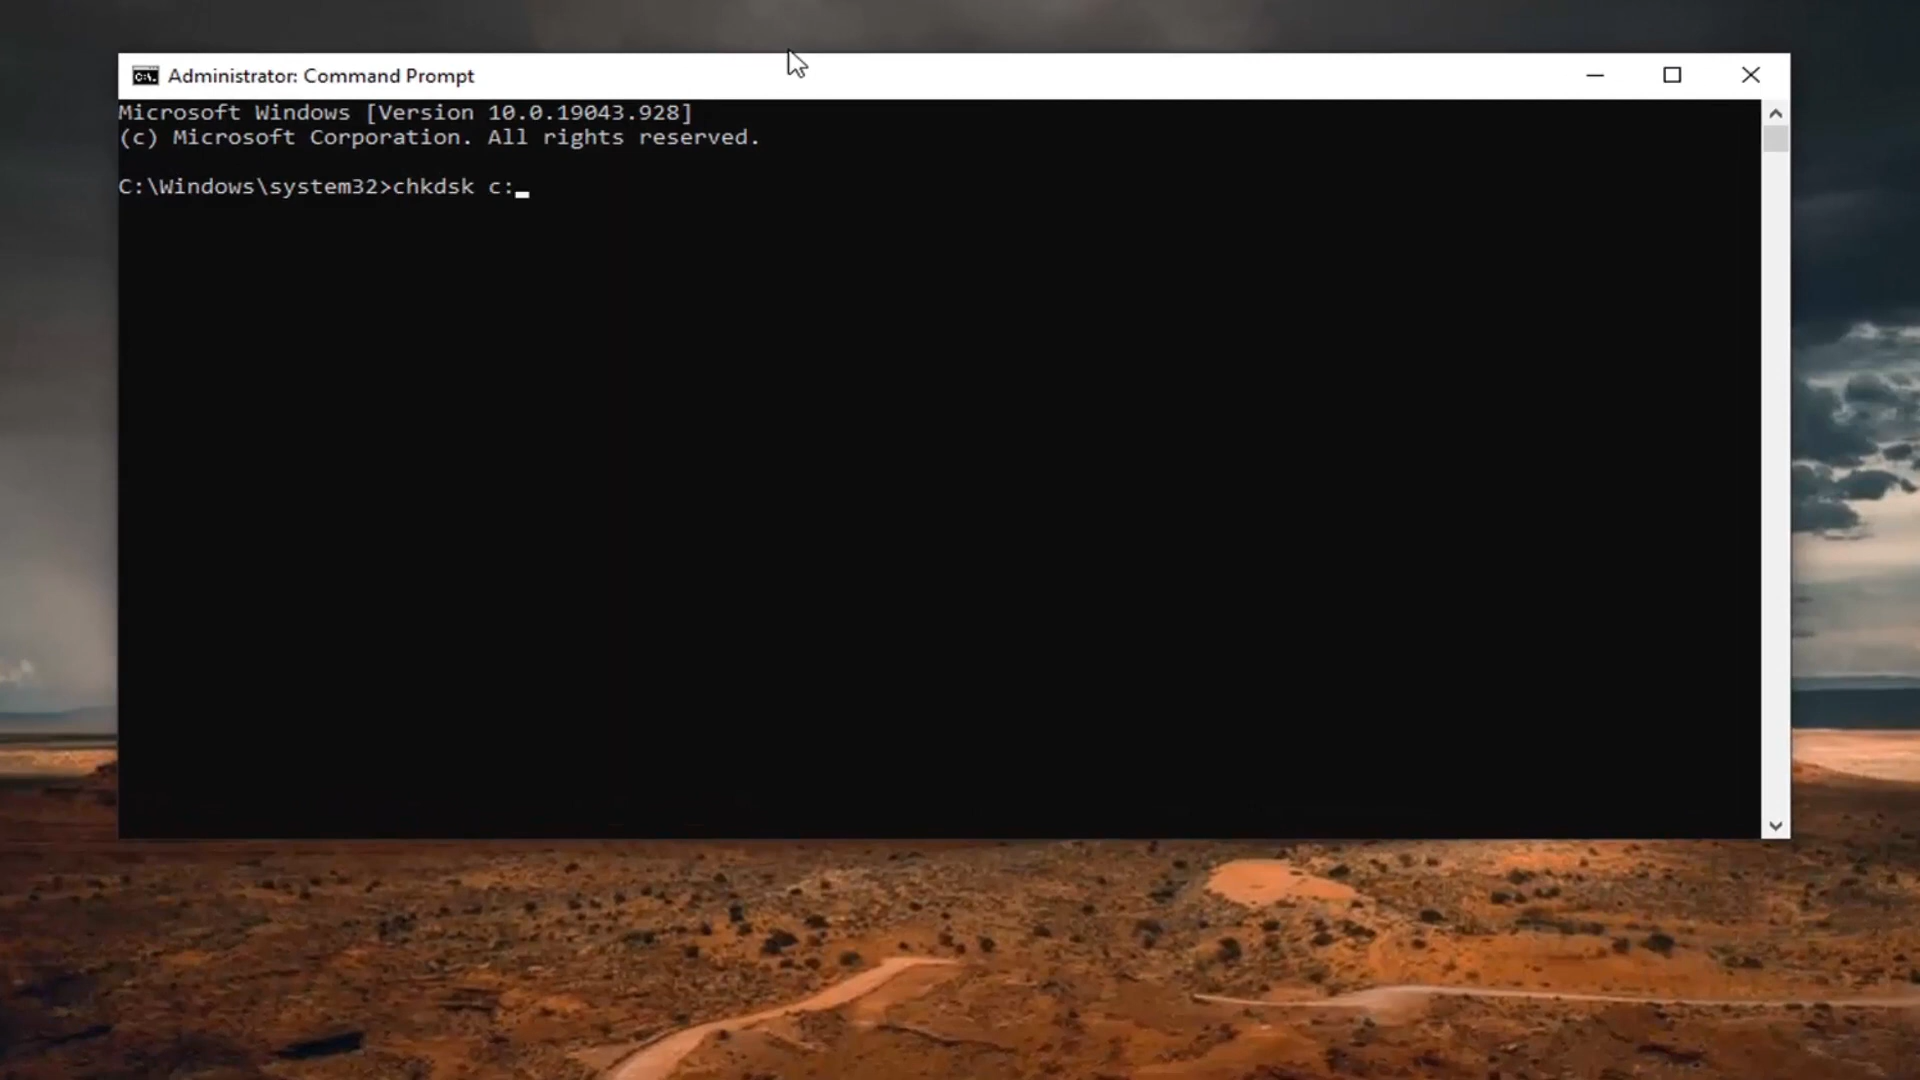 Administrator: Command Prompt
Microsoft Windows [Version 10.0.19043.928]
(c) Microsoft Corporation. All rights reserved.
C:\Windows\system32>chkdsk c: